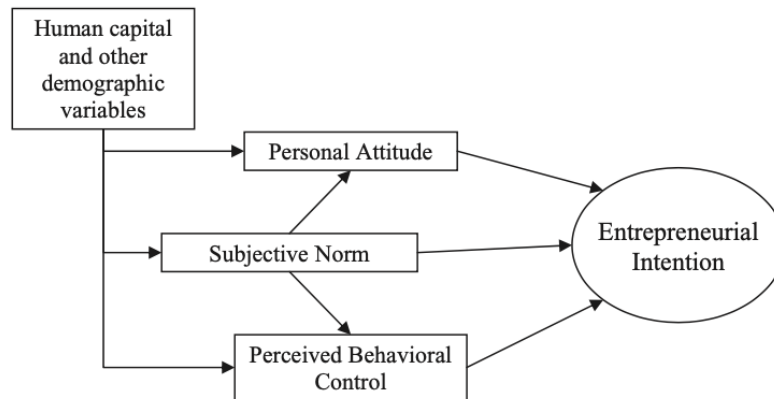 Human capital
and other
demographic
variables
Personal Attitude
Subjective Norm
Perceived Behavioral
Control
Entrepreneurial
Intention